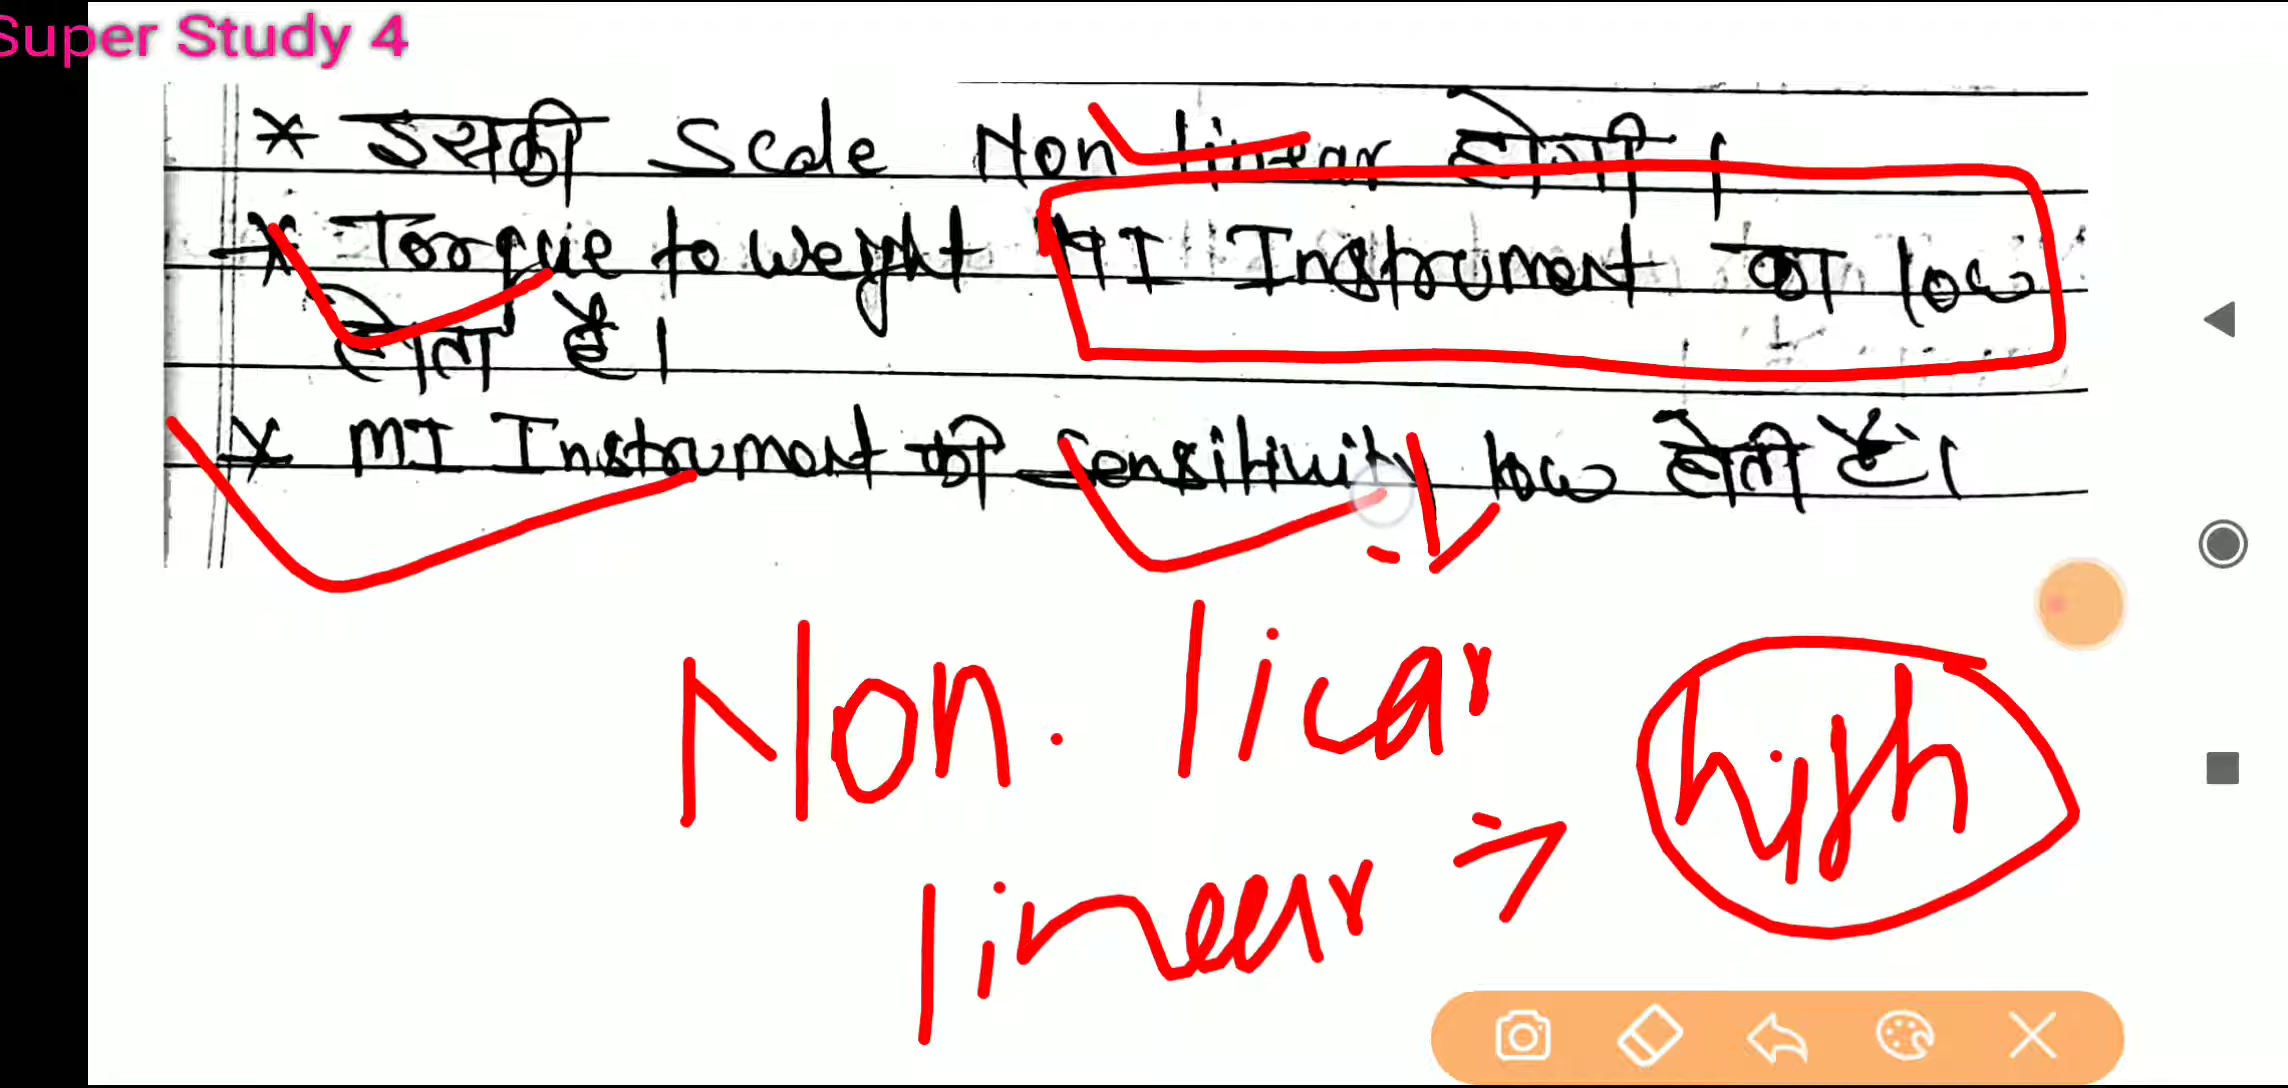 Super Study 4
* इसकी Scale Non linear होगी।
* Torque to weight MI Instrument का low
होता है।
* MI Instrument की Sensitivity low होती है।
Non. licar
linear → high